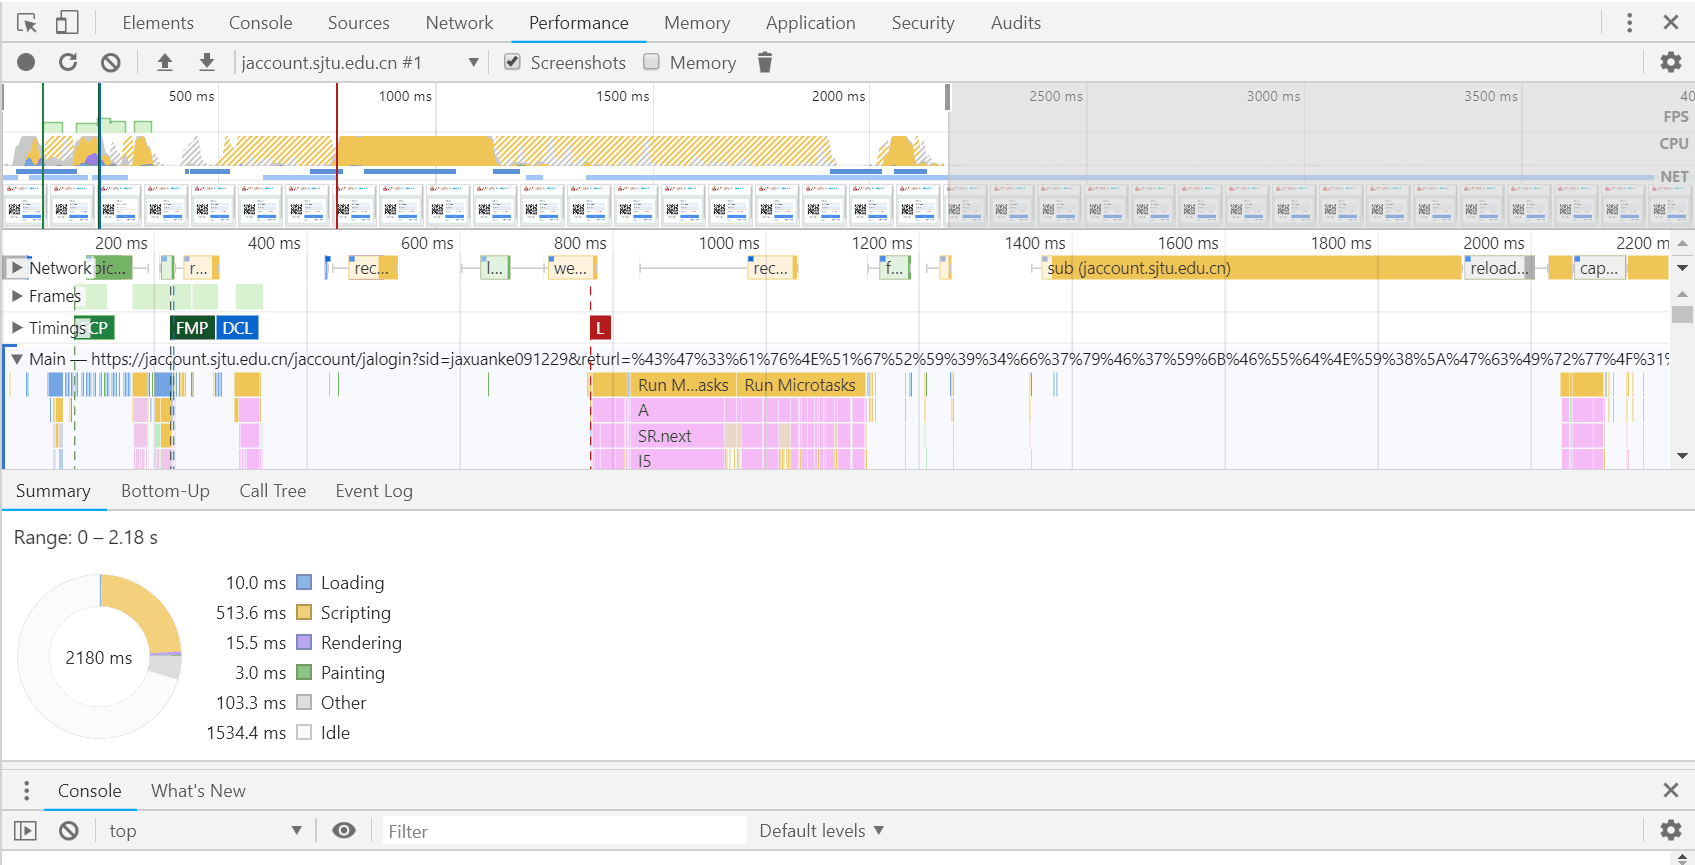 Elements Console Sources Network Performance Memory Application Security Audits
jaccount.sjtu.edu.cn #1 Screenshots Memory
500 ms 1000 ms 1500 ms 2000 ms 2500 ms 3000 ms 3500 ms 40
FPS
CPU
NET
200 ms 400 ms 600 ms 800 ms 1000 ms 1200 ms 1400 ms 1600 ms 1800 ms 2000 ms 2200 m
Network pic... r... rec... l... we... rec... f... sub (jaccount.sjtu.edu.cn) reload... cap...
Frames
Timings CP FMP DCL L
Main — https://jaccount.sjtu.edu.cn/jaccount/jalogin?sid=jaxuanke091229&returl=%43%47%33%61%76%4E%51%67%52%59%39%34%66%37%79%46%37%59%6B%46%55%64%4E%59%38%5A%47%63%49%72%77%4F%31%
Run M...asks Run Microtasks
A
SR.next
I5
Summary Bottom-Up Call Tree Event Log
Range: 0 – 2.18 s
10.0 ms Loading
513.6 ms Scripting
15.5 ms Rendering
2180 ms
3.0 ms Painting
103.3 ms Other
1534.4 ms Idle
Console What's New
top Filter Default levels